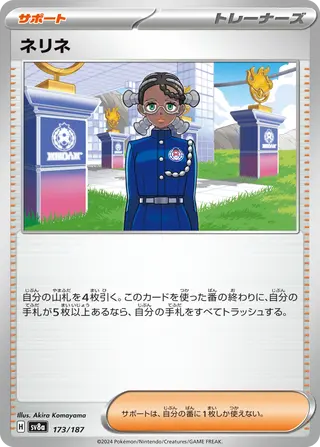 サポート
トレーナーズ
ネリネ
自分の山札を4枚引く。このカードを使った番の終わりに、自分の
手札が5枚以上あるなら、自分の手札をすべてトラッシュする。
Illus. Akira Komayama
H sv8a 173/187
サポートは、自分の番に1枚しか使えない。
©2024 Pokémon/Nintendo/Creatures/GAME FREAK.